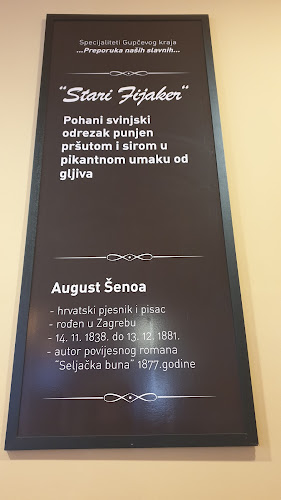 Specijaliteti Gupčevog kraja
...Preporuka naših slavnih...
"Stari Fijaker"
Pohani svinjski
odrezak punjen
pršutom i sirom u
pikantnom umaku od
gljiva
August Šenoa
- hrvatski pjesnik i pisac
- rođen u Zagrebu
- 14. 11. 1838. do 13. 12. 1881.
- autor povijesnog romana
"Seljačka buna" 1877.godine